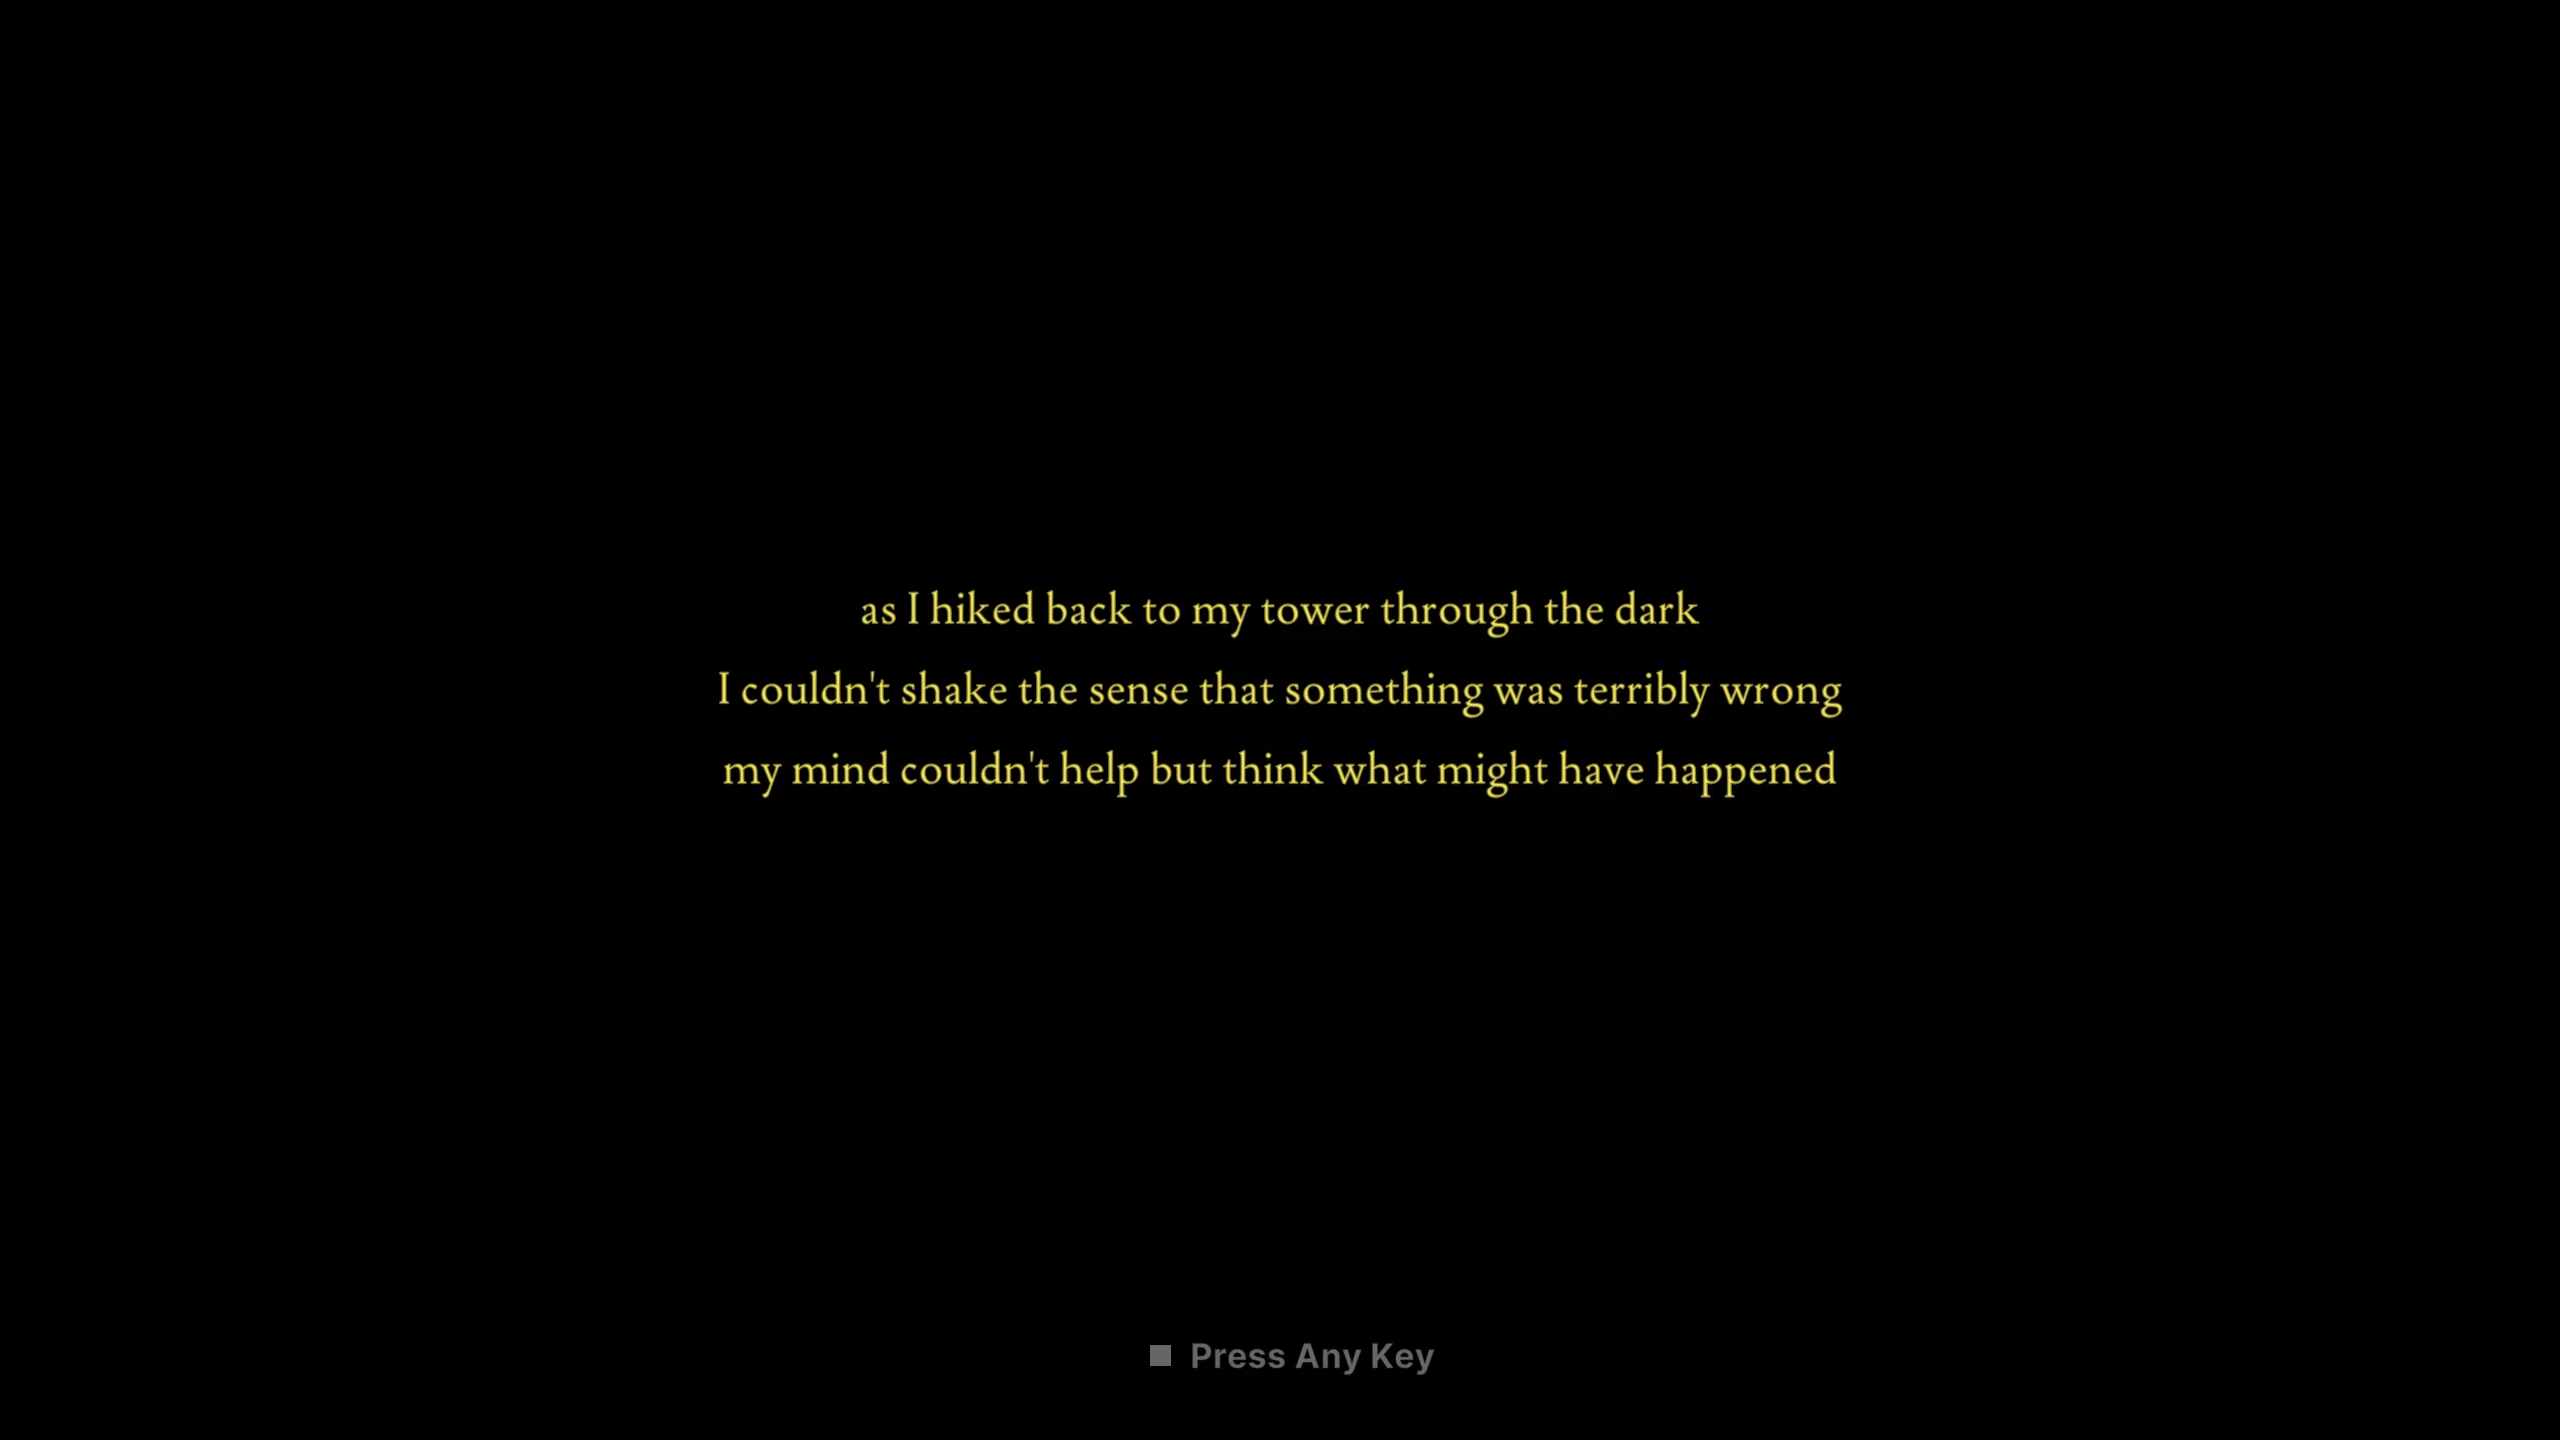 as I hiked back to my tower through the dark
I couldn't shake the sense that something was terribly wrong
my mind couldn't help but think what might have happened
Press Any Key